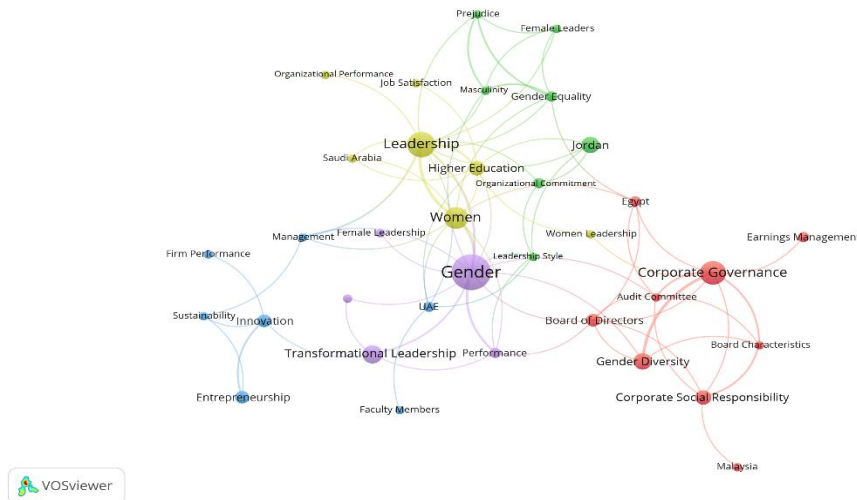 Prejudice
Female Leaders
Organizational Performance
Job Satisfaction
Masculinity
Gender Equality
Leadership
Jordan
Saudi Arabia
Higher Education
Organizational Commitment
Egypt
Women
Management
Female Leadership
Women Leadership
Earnings Management
Firm Performance
Leadership Style
Gender
Corporate Governance
Audit Committee
UAE
Sustainability
Innovation
Board of Directors
Board Characteristics
Transformational Leadership
Performance
Gender Diversity
Entrepreneurship
Corporate Social Responsibility
Faculty Members
Malaysia
VOSviewer